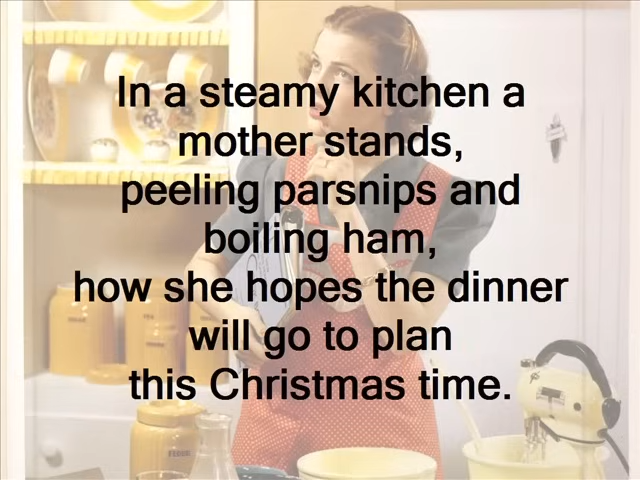 In a steamy kitchen a
mother stands,
peeling parsnips and
boiling ham,
how she hopes the dinner
will go to plan
this Christmas time.